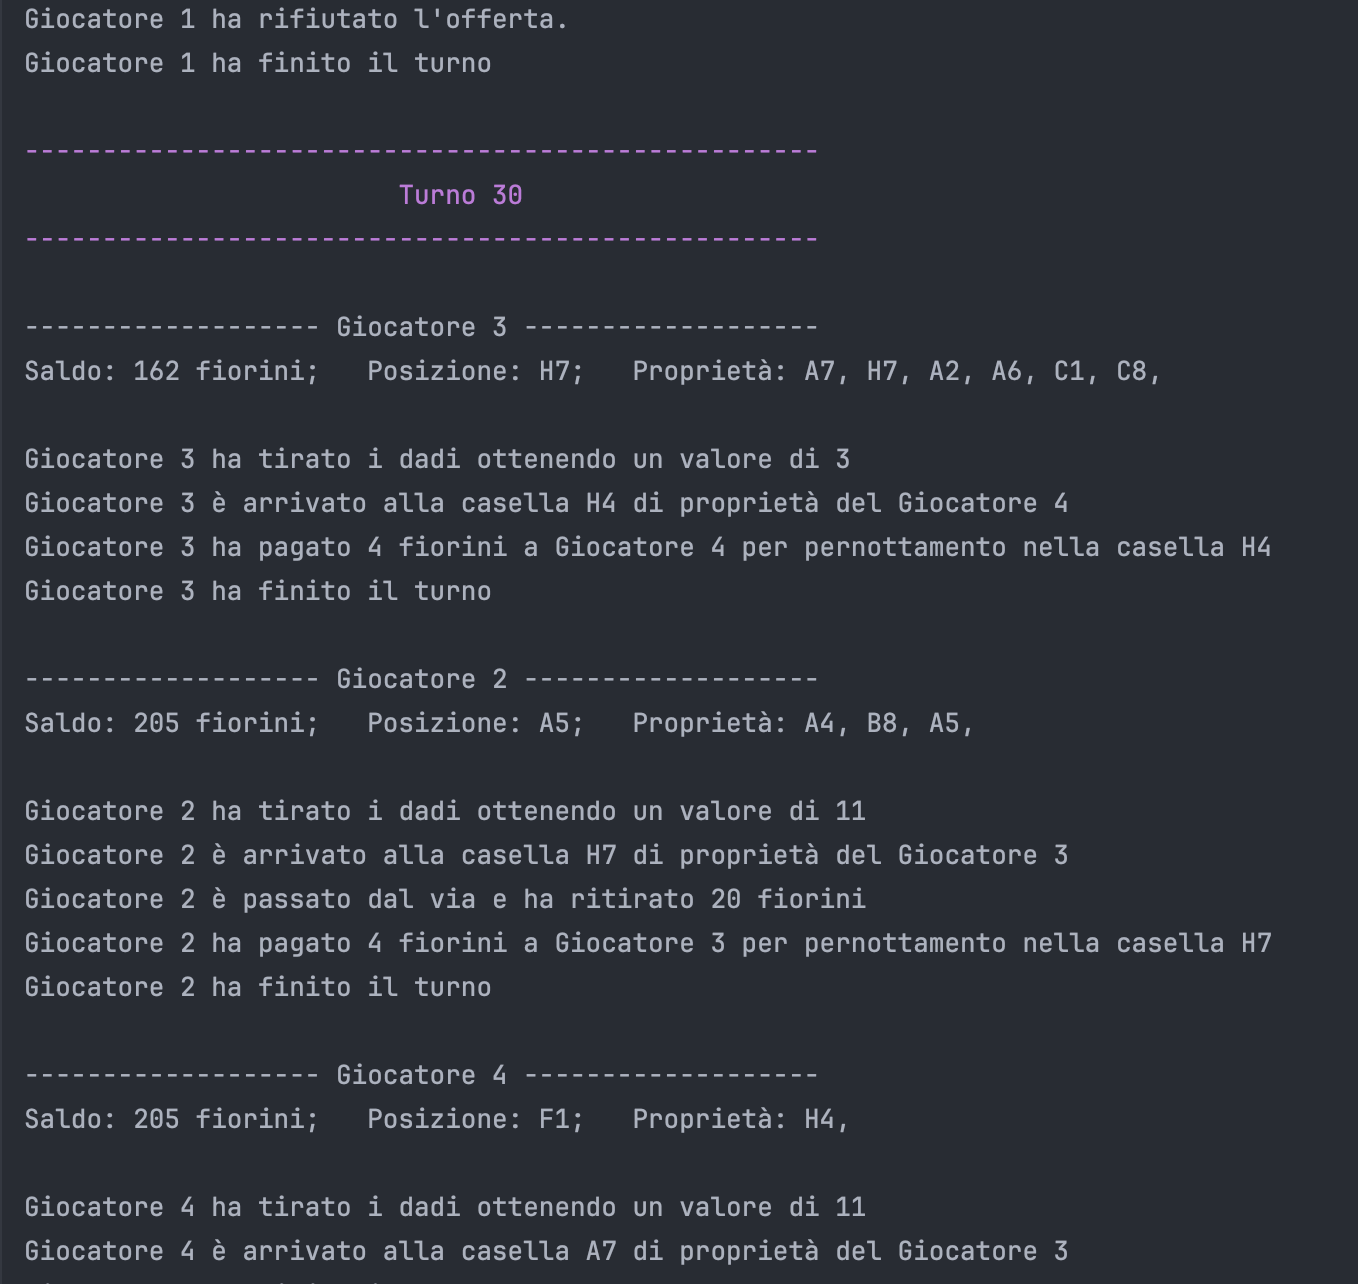 Giocatore 1 ha rifiutato l'offerta.
Giocatore 1 ha finito il turno
---------------------------------------------------
Turno 30
---------------------------------------------------
------------------- Giocatore 3 -------------------
Saldo: 162 fiorini;   Posizione: H7;   Proprietà: A7, H7, A2, A6, C1, C8,
Giocatore 3 ha tirato i dadi ottenendo un valore di 3
Giocatore 3 è arrivato alla casella H4 di proprietà del Giocatore 4
Giocatore 3 ha pagato 4 fiorini a Giocatore 4 per pernottamento nella casella H4
Giocatore 3 ha finito il turno
------------------- Giocatore 2 -------------------
Saldo: 205 fiorini;   Posizione: A5;   Proprietà: A4, B8, A5,
Giocatore 2 ha tirato i dadi ottenendo un valore di 11
Giocatore 2 è arrivato alla casella H7 di proprietà del Giocatore 3
Giocatore 2 è passato dal via e ha ritirato 20 fiorini
Giocatore 2 ha pagato 4 fiorini a Giocatore 3 per pernottamento nella casella H7
Giocatore 2 ha finito il turno
------------------- Giocatore 4 -------------------
Saldo: 205 fiorini;   Posizione: F1;   Proprietà: H4,
Giocatore 4 ha tirato i dadi ottenendo un valore di 11
Giocatore 4 è arrivato alla casella A7 di proprietà del Giocatore 3